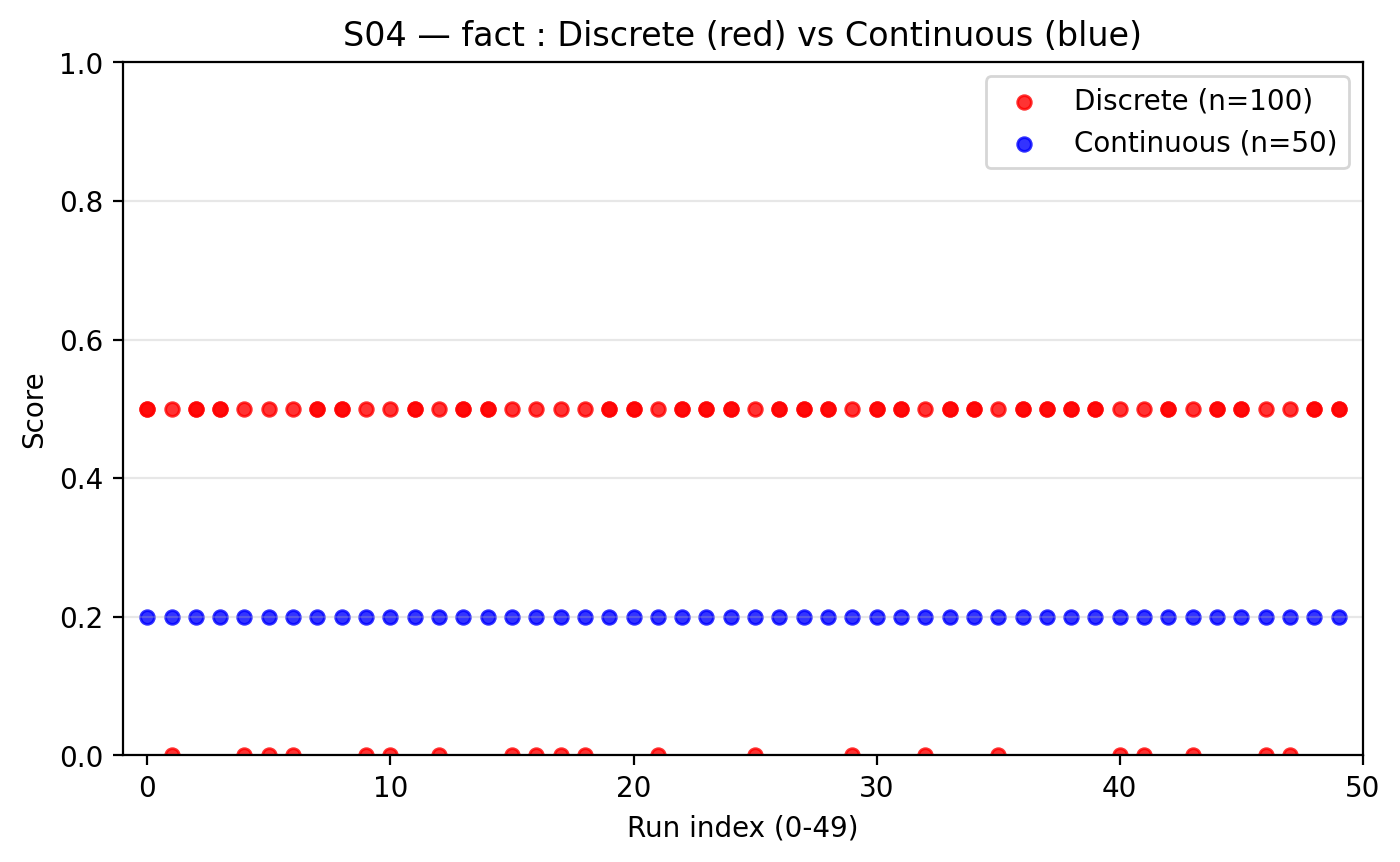 S04 — fact : Discrete (red) vs Continuous (blue)
1.0
Discrete (n=100)
Continuous (n=50)
0.8
0.6
Score
0.4
0.2
0.0
0 10 20 30 40 50
Run index (0-49)